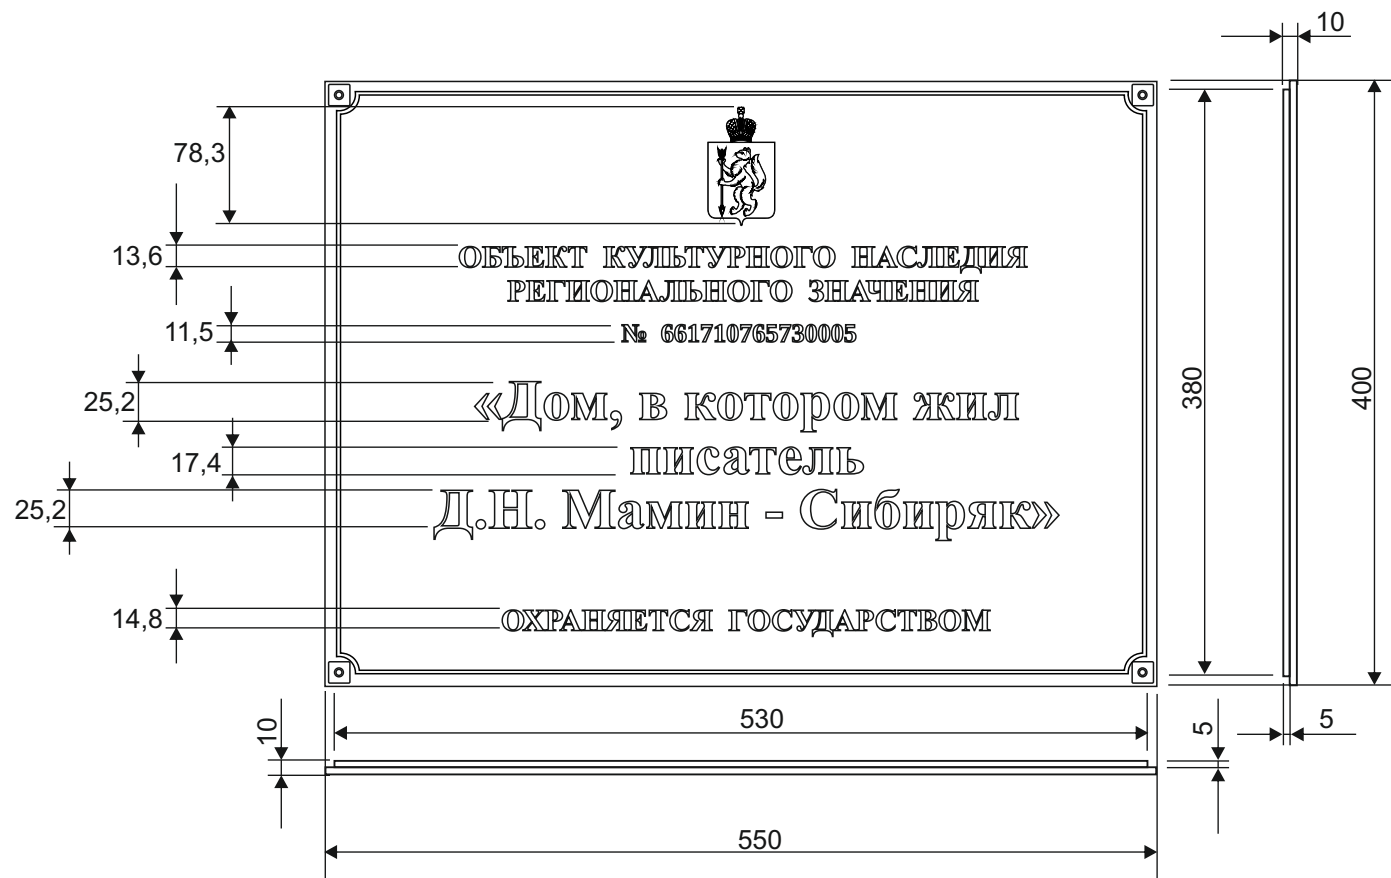 10
78,3
13,6
ОБЪЕКТ КУЛЬТУРНОГО НАСЛЕДИЯ
РЕГИОНАЛЬНОГО ЗНАЧЕНИЯ
11,5
№ 661710765730005
380
400
25,2
«Дом, в котором жил
17,4
писатель
25,2
Д.Н. Мамин - Сибиряк»
14,8
ОХРАНЯЕТСЯ ГОСУДАРСТВОМ
10
530
5
5
550